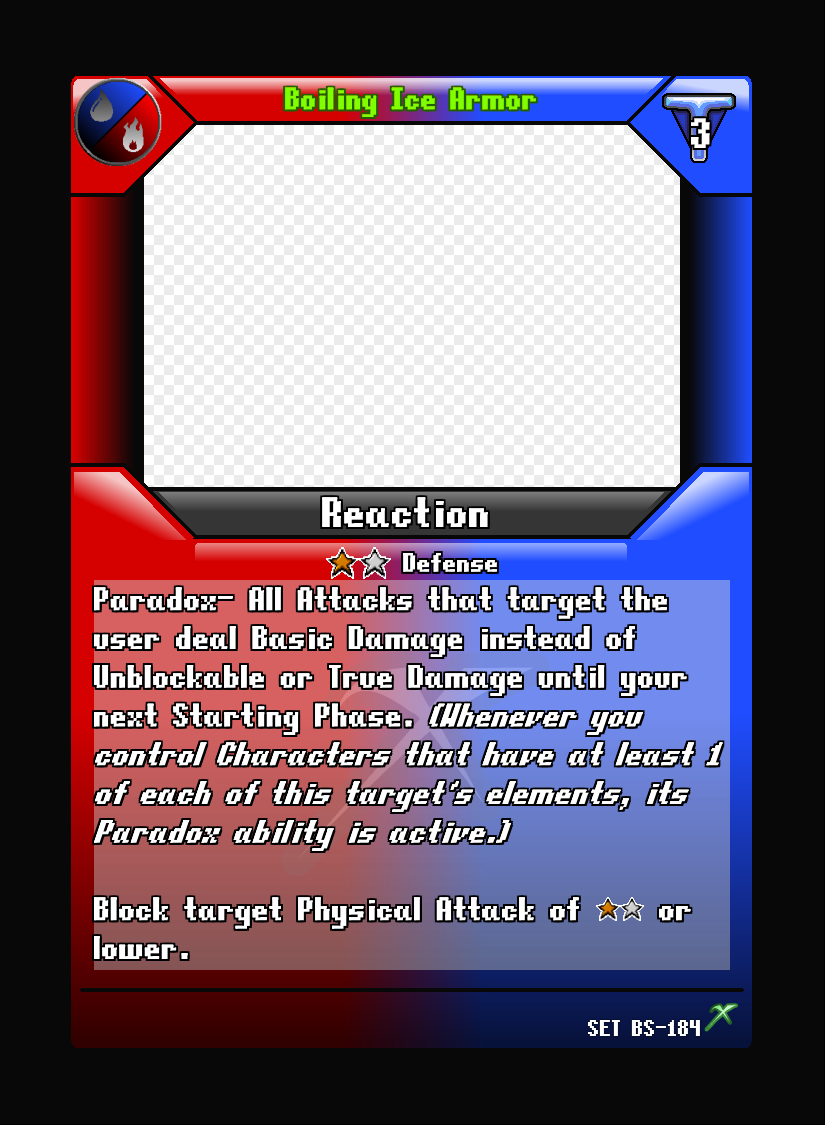 Boiling Ice Armor
3
Reaction
Defense
Paradox- All Attacks that target the
user deal Basic Damage instead of
Unblockable or True Damage until your
next Starting Phase. (Whenever you
control Characters that have at least 1
of each of this target's elements, its
Paradox ability is active.)
Block target Physical Attack of or
lower.
SET BS-184